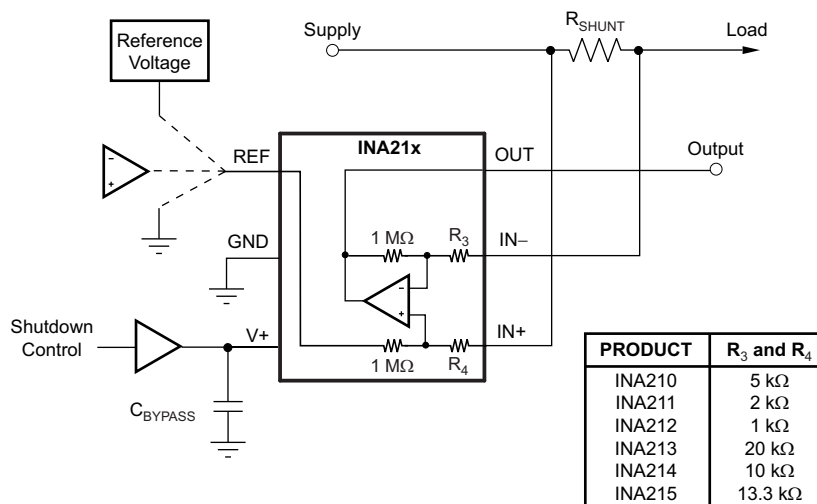 Supply
R_SHUNT
Load
Reference
Voltage
INA21x
REF
OUT
Output
-
+
1 MΩ
R_3
IN−
GND
-
+
Shutdown
Control
V+
1 MΩ
R_4
IN+
C_BYPASS
PRODUCT R_3 and R_4
INA210 5 kΩ
INA211 2 kΩ
INA212 1 kΩ
INA213 20 kΩ
INA214 10 kΩ
INA215 13.3 kΩ